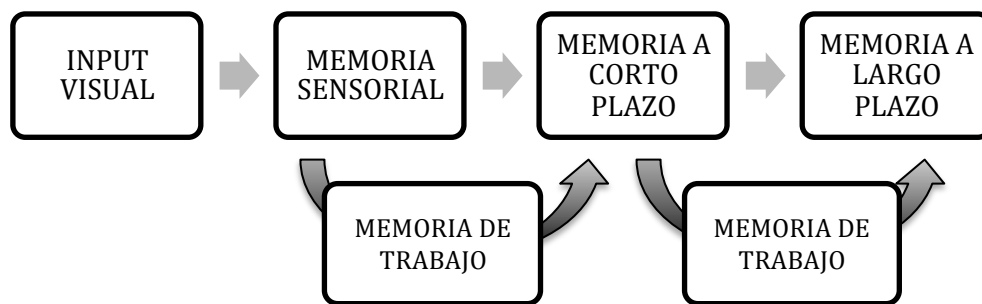 INPUT
VISUAL
MEMORIA
SENSORIAL
MEMORIA A
CORTO
PLAZO
MEMORIA A
LARGO
PLAZO
MEMORIA DE
TRABAJO
MEMORIA DE
TRABAJO